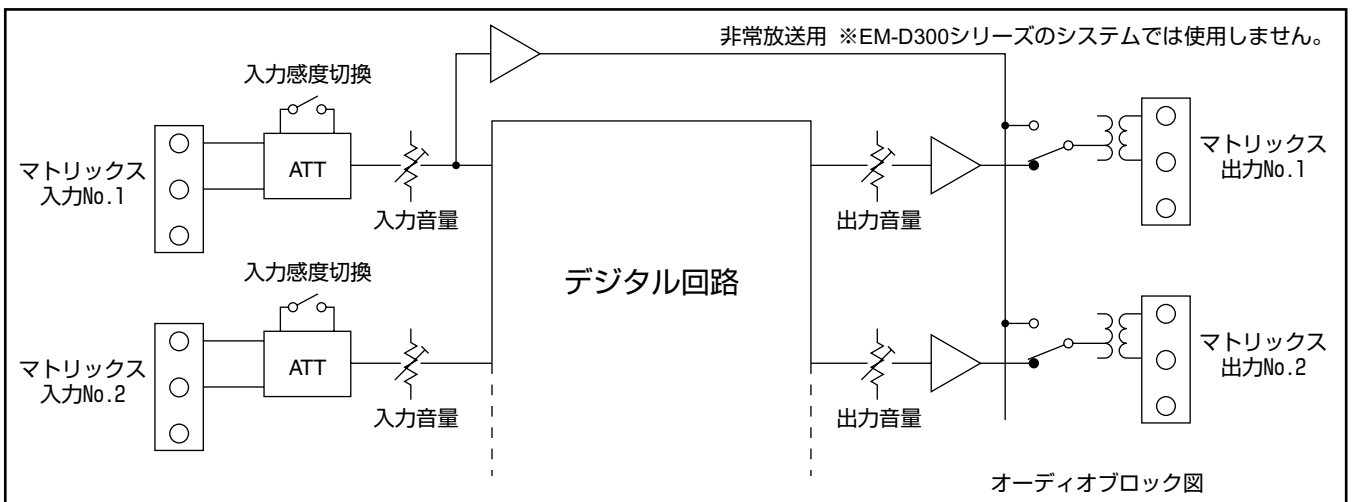 非常放送用 ※EM-D300シリーズのシステムでは使用しません。
入力感度切換
マトリックス
入力No.1
ATT
入力音量
出力音量
マトリックス
出力No.1
デジタル回路
入力感度切換
マトリックス
入力No.2
ATT
入力音量
出力音量
マトリックス
出力No.2
オーディオブロック図